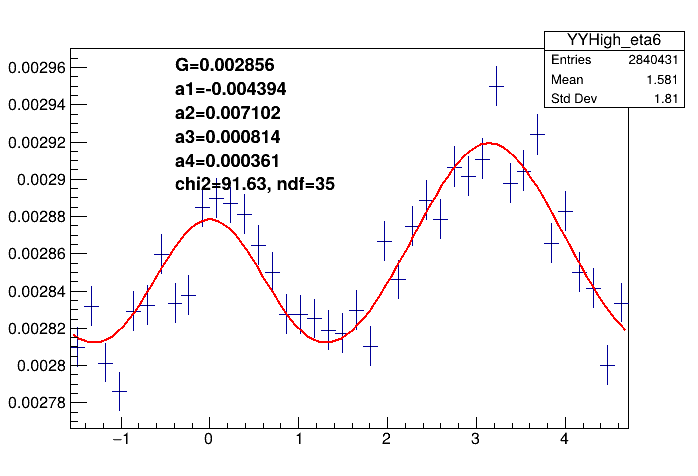 YYHigh_eta6
Entries 2840431
Mean 1.581
Std Dev 1.81
G=0.002856
a1=-0.004394
a2=0.007102
a3=0.000814
a4=0.000361
chi2=91.63, ndf=35
0.00296
0.00294
0.00292
0.0029
0.00288
0.00286
0.00284
0.00282
0.0028
0.00278
−1 0 1 2 3 4